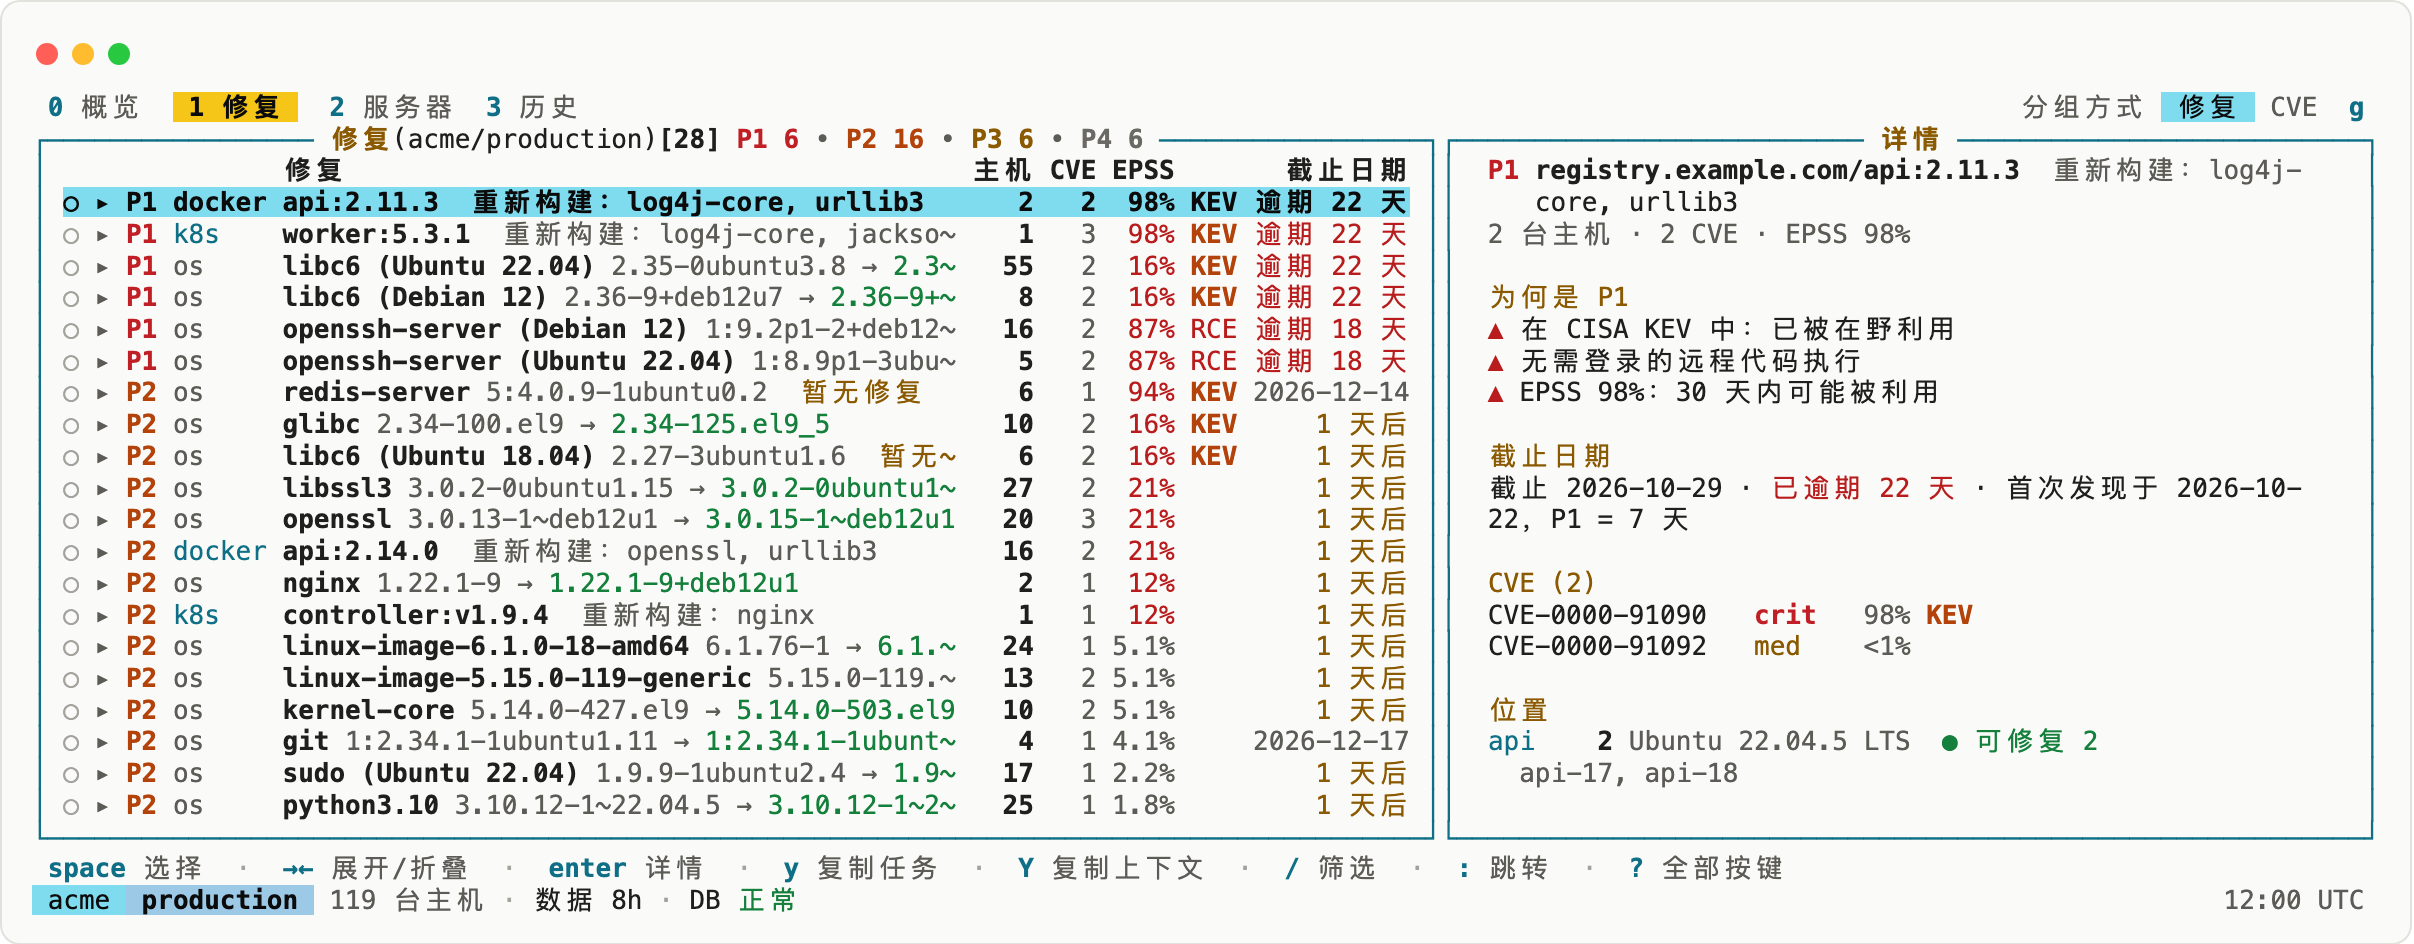 0 概览  1 修复  2 服务器  3 历史  分组方式 修复 CVE g
修复(acme/production)[28] P1 6 • P2 16 • P3 6 • P4 6
修复 主机 CVE EPSS 截止日期
○ ▸ P1 docker api:2.11.3  重新构建: log4j-core, urllib3 2 2 98% KEV 逾期 22 天
○ ▸ P1 k8s worker:5.3.1  重新构建: log4j-core, jackso~ 1 3 98% KEV 逾期 22 天
○ ▸ P1 os libc6 (Ubuntu 22.04) 2.35-0ubuntu3.8 → 2.3~ 55 2 16% KEV 逾期 22 天
○ ▸ P1 os libc6 (Debian 12) 2.36-9+deb12u7 → 2.36-9+~ 8 2 16% KEV 逾期 22 天
○ ▸ P1 os openssh-server (Debian 12) 1:9.2p1-2+deb12~ 16 2 87% RCE 逾期 18 天
○ ▸ P1 os openssh-server (Ubuntu 22.04) 1:8.9p1-3ubu~ 5 2 87% RCE 逾期 18 天
○ ▸ P2 os redis-server 5:4.0.9-1ubuntu0.2  暂无修复 6 1 94% KEV 2026-12-14
○ ▸ P2 os glibc 2.34-100.el9 → 2.34-125.el9_5 10 2 16% KEV 1 天后
○ ▸ P2 os libc6 (Ubuntu 18.04) 2.27-3ubuntu1.6  暂无~ 6 2 16% KEV 1 天后
○ ▸ P2 os libssl3 3.0.2-0ubuntu1.15 → 3.0.2-0ubuntu1~ 27 2 21% 1 天后
○ ▸ P2 os openssl 3.0.13-1~deb12u1 → 3.0.15-1~deb12u1 20 3 21% 1 天后
○ ▸ P2 docker api:2.14.0  重新构建: openssl, urllib3 16 2 21% 1 天后
○ ▸ P2 os nginx 1.22.1-9 → 1.22.1-9+deb12u1 2 1 12% 1 天后
○ ▸ P2 k8s controller:v1.9.4  重新构建: nginx 1 1 12% 1 天后
○ ▸ P2 os linux-image-6.1.0-18-amd64 6.1.76-1 → 6.1.~ 24 1 5.1% 1 天后
○ ▸ P2 os linux-image-5.15.0-119-generic 5.15.0-119.~ 13 2 5.1% 1 天后
○ ▸ P2 os kernel-core 5.14.0-427.el9 → 5.14.0-503.el9 10 2 5.1% 1 天后
○ ▸ P2 os git 1:2.34.1-1ubuntu1.11 → 1:2.34.1-1ubunt~ 4 1 4.1% 2026-12-17
○ ▸ P2 os sudo (Ubuntu 22.04) 1.9.9-1ubuntu2.4 → 1.9~ 17 1 2.2% 1 天后
○ ▸ P2 os python3.10 3.10.12-1~22.04.5 → 3.10.12-1~2~ 25 1 1.8% 1 天后
详情
P1 registry.example.com/api:2.11.3  重新构建: log4j-
core, urllib3
2 台主机 · 2 CVE · EPSS 98%
为何是 P1
▲ 在 CISA KEV 中: 已被在野利用
▲ 无需登录的远程代码执行
▲ EPSS 98%: 30 天内可能被利用
截止日期
截止 2026-10-29 · 已逾期 22 天 · 首次发现于 2026-10-
22, P1 = 7 天
CVE (2)
CVE-0000-91090 crit 98% KEV
CVE-0000-91092 med <1%
位置
api 2 Ubuntu 22.04.5 LTS ● 可修复 2
api-17, api-18
space 选择 · →← 展开/折叠 · enter 详情 · y 复制任务 · Y 复制上下文 · / 筛选 · : 跳转 · ? 全部按键
acme production 119 台主机 · 数据 8h · DB 正常 12:00 UTC